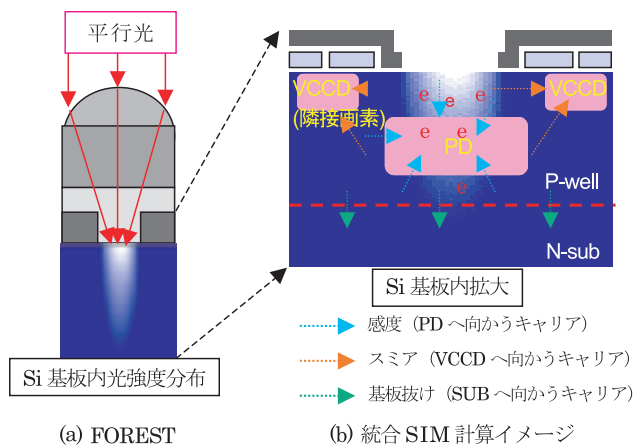 平行光
Si 基板内光強度分布
(a) FOREST
VCCD
(隣接画素)
VCCD
e
e
e
e
e
PD
e
P-well
N-sub
Si 基板内拡大
感度（PD へ向かうキャリア）
スミア（VCCD へ向かうキャリア）
基板抜け（SUB へ向かうキャリア）
(b) 統合 SIM 計算イメージ